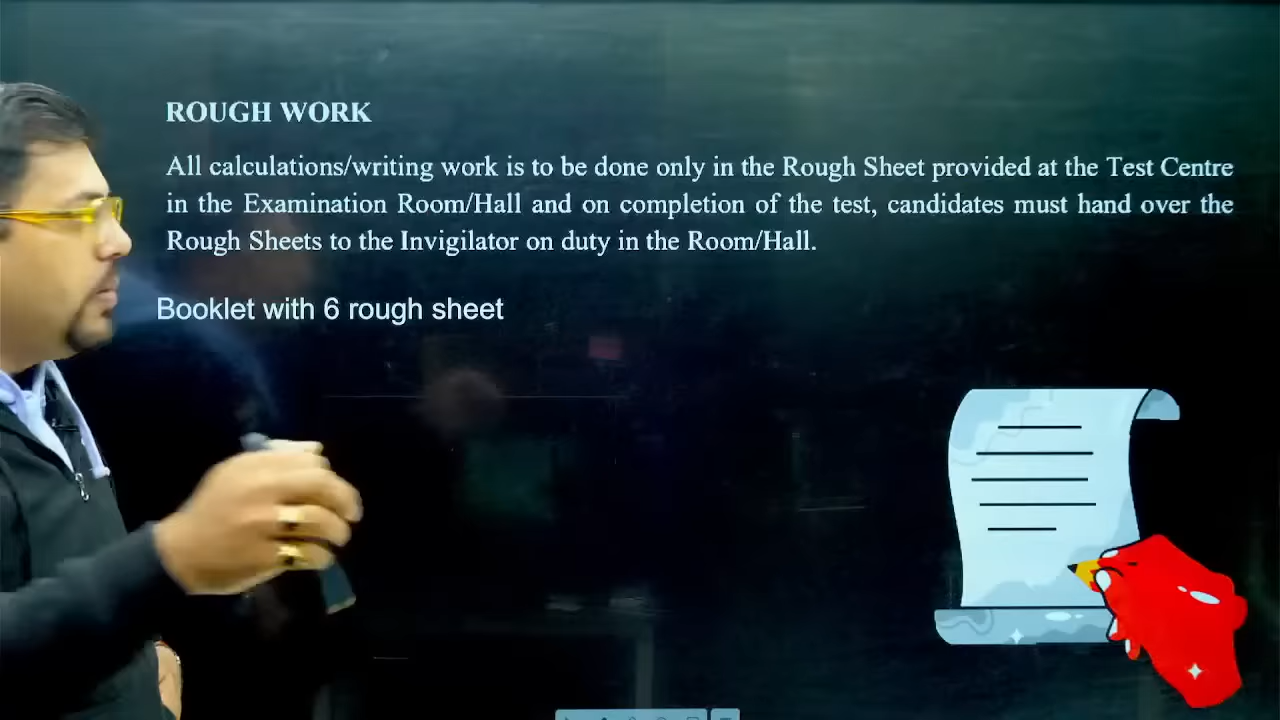 ROUGH WORK
All calculations/writing work is to be done only in the Rough Sheet provided at the Test Centre
in the Examination Room/Hall and on completion of the test, candidates must hand over the
Rough Sheets to the Invigilator on duty in the Room/Hall.
Booklet with 6 rough sheet